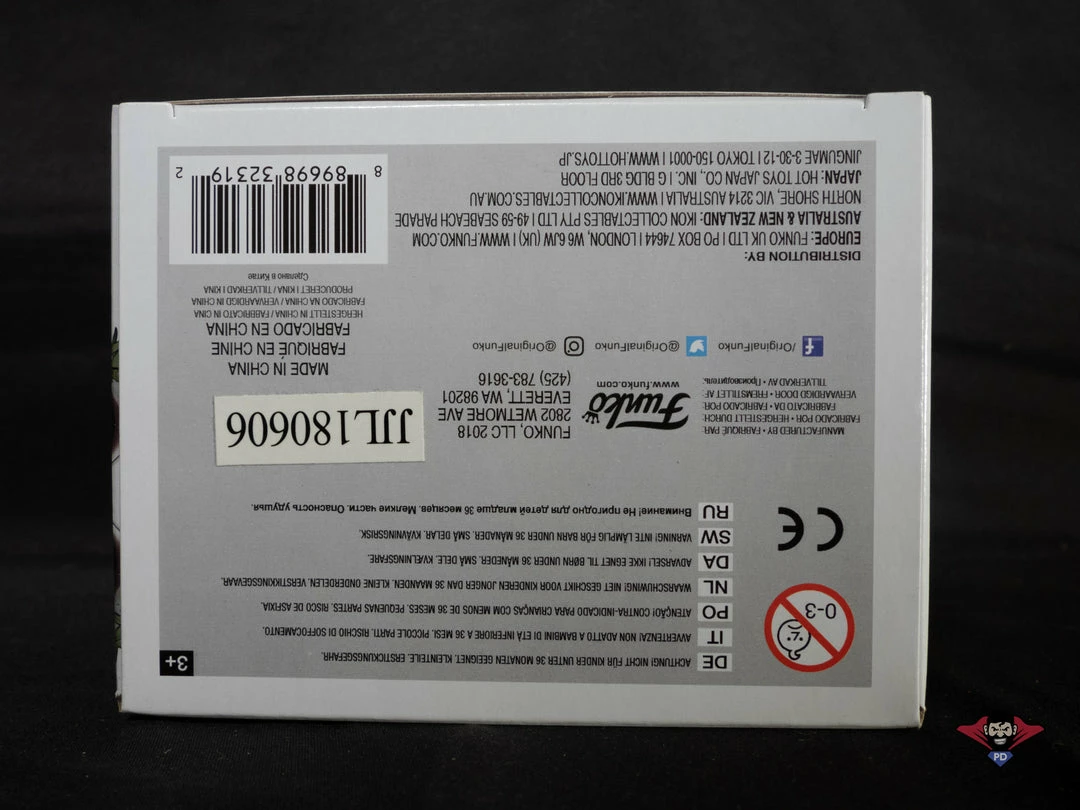 DE ACHTUNG! NICHT FÜR KINDER UNTER 36 MONATEN GEEIGNET. KLEINTEILE. ERSTICKUNGSGEFAHR.
3+
IT AVVERTENZA! NON ADATTO A BAMBINI DI ETÀ INFERIORE A 36 MESI. PICCOLE PARTI. RISCHIO DI SOFFOCAMENTO.
PO ATENÇÃO! CONTRA-INDICADO PARA CRIANÇAS COM MENOS DE 36 MESES. PEQUENAS PARTES. RISCO DE ASFIXIA.
NL WAARSCHUWING! NIET GESCHIKT VOOR KINDEREN JONGER DAN 36 MAANDEN. KLEINE ONDERDELEN. VERSTIKKINGSGEVAAR.
DA ADVARSEL! IKKE EGNET TIL BØRN UNDER 36 MÅNEDER. SMÅ DELE. KVÆLNINGSFARE.
SW VARNING! INTE LÄMPLIG FÖR BARN UNDER 36 MÅNADER. SMÅ DELAR. KVÄVNINGSRISK.
RU Внимание! Не пригодно для детей младше 36 месяцев. Мелкие части. Опасность удушья.
0-3
CE
MANUFACTURED BY • FABRIQUÉ PAR:
FABRICADO POR • HERGESTELLT DURCH:
FABBRICATO DA • FABRICADO POR:
VERVAARDIGD DOOR • FREMSTILLET AF:
TILLVERKAD AV • Производитель:
Funko
www.funko.com
FUNKO, LLC 2018
2802 WETMORE AVE
EVERETT, WA 98201
(425) 783-3616
JJL180606
/OriginalFunko
@OriginalFunko
@OriginalFunko
MADE IN CHINA
FABRIQUÉ EN CHINE
FABRICADO EN CHINA
HERGESTELLT IN CHINA / FABBRICATO IN CINA
FABRICADO NA CHINA / VERVAARDIGD IN CHINA
PRODUCERET I KINA / TILLVERKAD I KINA
Сделано в Китае
DISTRIBUTION BY:
EUROPE: FUNKO UK LTD | PO BOX 74644 | LONDON, W6 6JW (UK) | WWW.FUNKO.COM
AUSTRALIA & NEW ZEALAND: IKON COLLECTABLES PTY LTD | 49-59 SEABEACH PARADE
NORTH SHORE, VIC 3214 AUSTRALIA | WWW.IKONCOLLECTABLES.COM.AU
JAPAN: HOT TOYS JAPAN CO., INC. | G BLDG 3RD FLOOR
JINGUMAE 3-30-12 | TOKYO 150-0001 | WWW.HOTTOYS.JP
8 89698 32319 2
PD